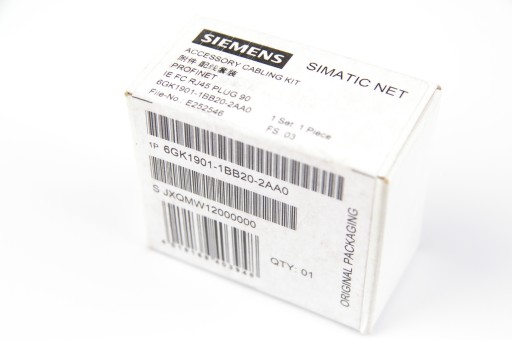 SIEMENS
SIMATIC NET
ACCESSORY CABLING KIT
附件 配线套装
PROFINET
IE FC RJ45 PLUG 90
6GK1901-1BB20-2AA0
File-No. E252546
1 Set 1 Piece
FS 03
1P 6GK1901-1BB20-2AA0
S JXQMW12000000
QTY: 01
ORIGINAL PACKAGING